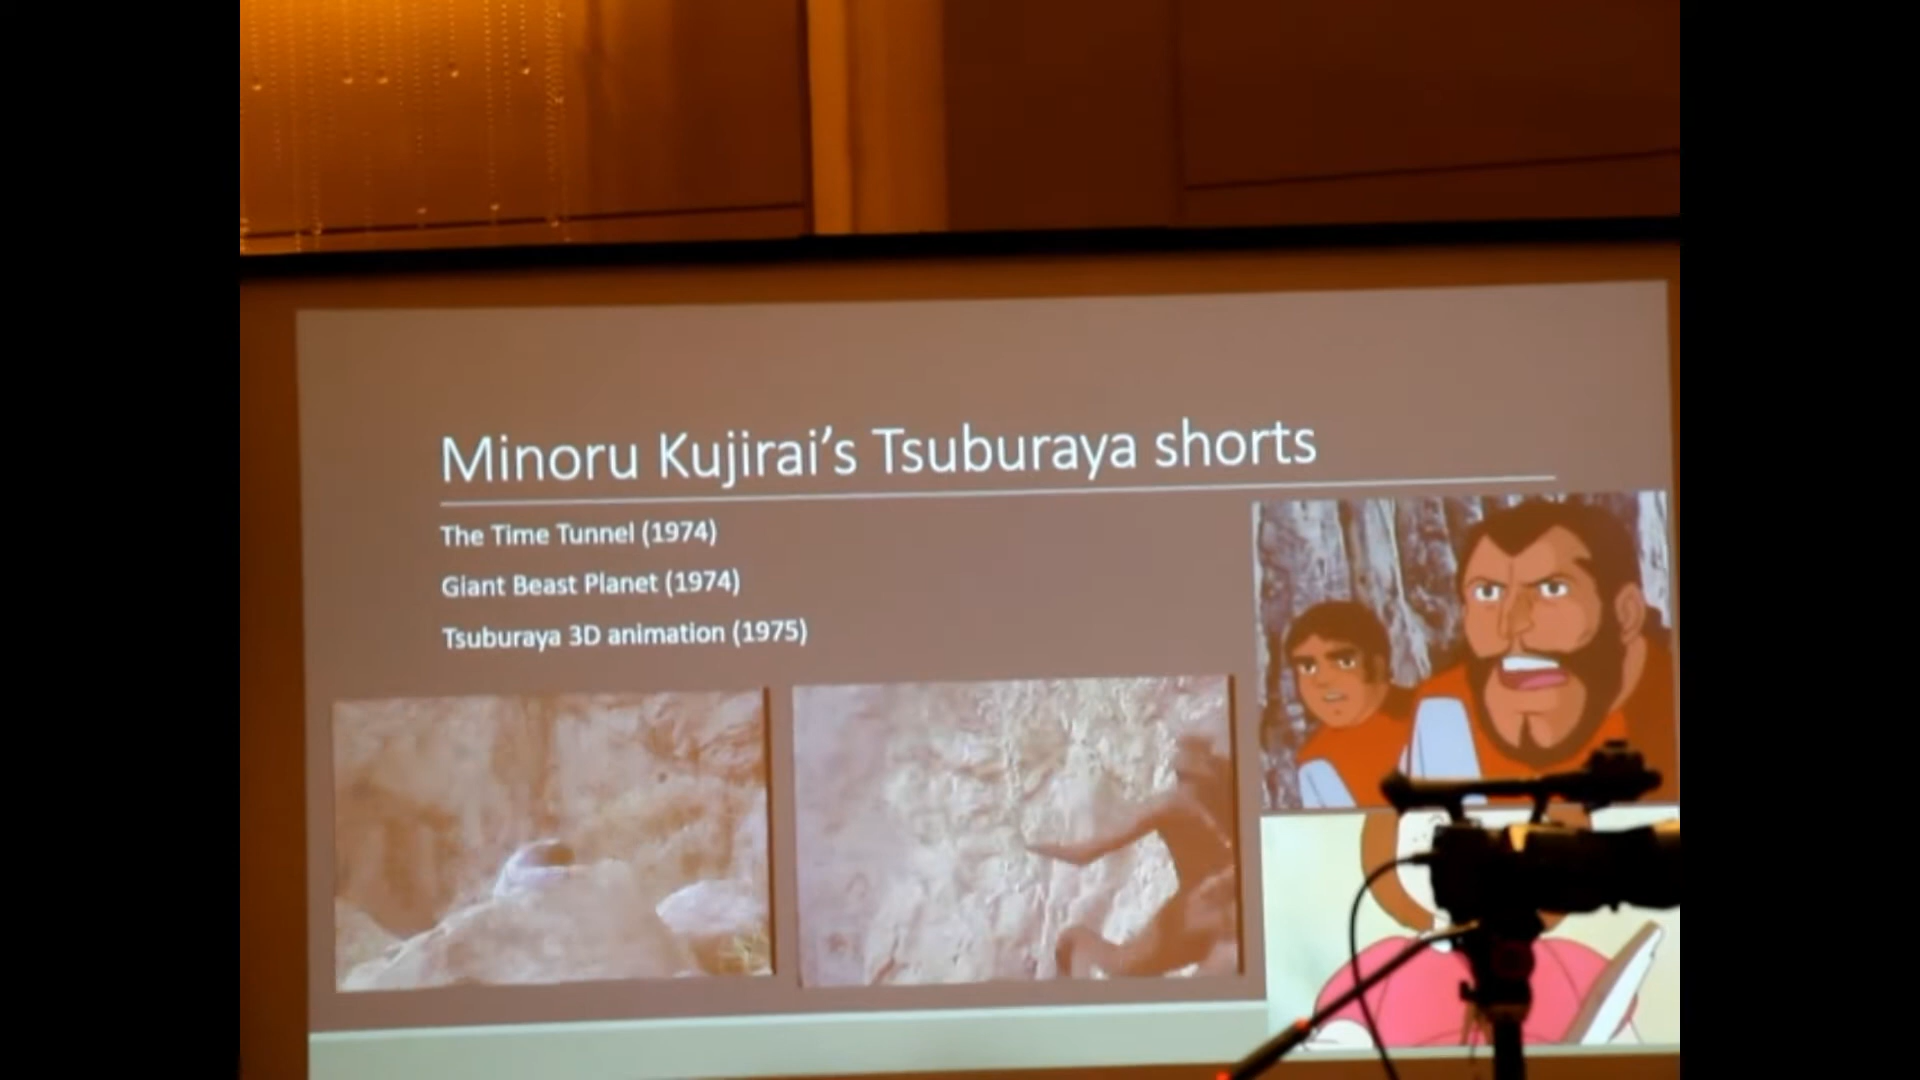 Minoru Kujirai’s Tsuburaya shorts
The Time Tunnel (1974)
Giant Beast Planet (1974)
Tsuburaya 3D animation (1975)